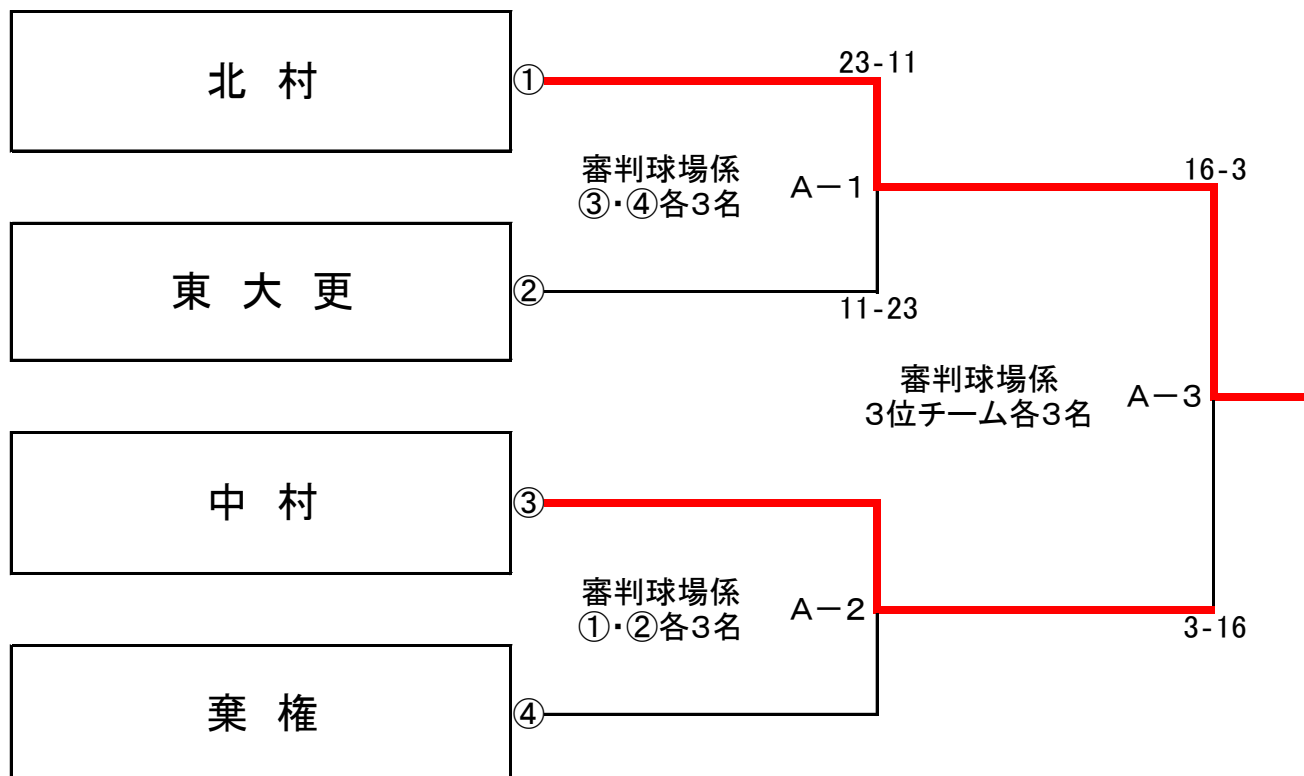 北 村
①
23-11
審判球場係
③・④各3名
A－1
16-3
東 大 更
②
11-23
審判球場係
3位チーム各3名
A－3
中 村
③
審判球場係
①・②各3名
A－2
3-16
棄 権
④